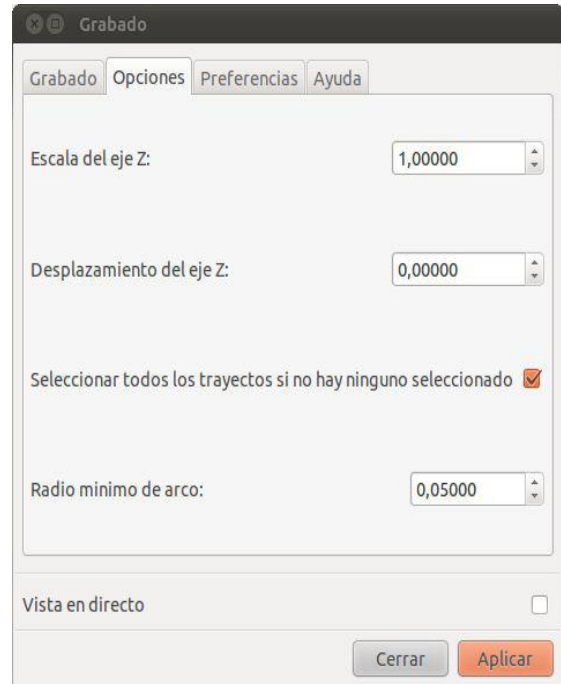 Grabado
Grabado Opciones Preferencias Ayuda
Escala del eje Z: 1,00000
Desplazamiento del eje Z: 0,00000
Seleccionar todos los trayectos si no hay ninguno seleccionado
Radio minimo de arco: 0,05000
Vista en directo
Cerrar Aplicar